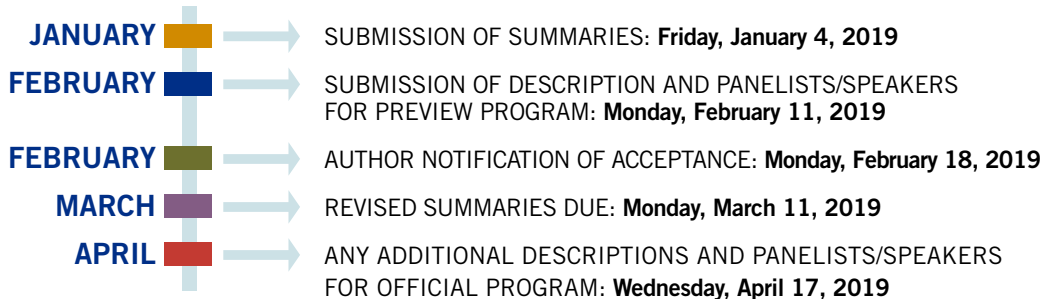 JANUARY SUBMISSION OF SUMMARIES: Friday, January 4, 2019
FEBRUARY SUBMISSION OF DESCRIPTION AND PANELISTS/SPEAKERS
FOR PREVIEW PROGRAM: Monday, February 11, 2019
FEBRUARY AUTHOR NOTIFICATION OF ACCEPTANCE: Monday, February 18, 2019
MARCH REVISED SUMMARIES DUE: Monday, March 11, 2019
APRIL ANY ADDITIONAL DESCRIPTIONS AND PANELISTS/SPEAKERS
FOR OFFICIAL PROGRAM: Wednesday, April 17, 2019